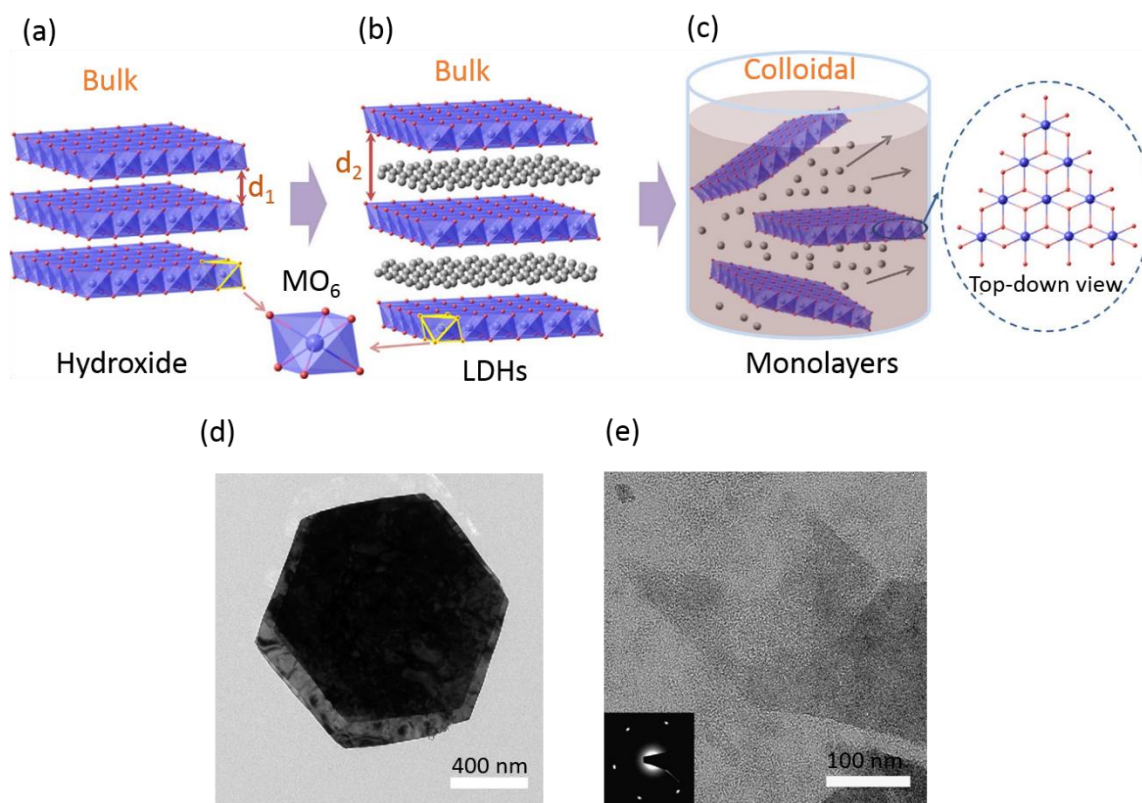 (a)
Bulk
d1
Hydroxide
MO6
(b)
Bulk
d2
LDHs
(c)
Colloidal
Monolayers
Top-down view
(d)
400 nm
(e)
100 nm